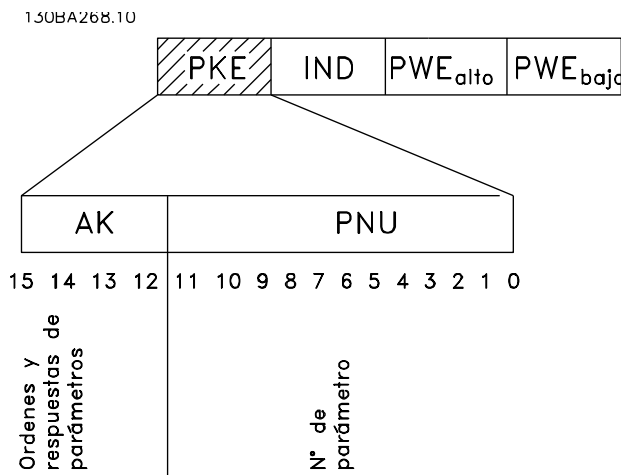 130BA268.10
PKE IND PWEalto PWEbaja
AK PNU
15 14 13 12 11 10 9 8 7 6 5 4 3 2 1 0
Ordenes y
respuestas de
parámetros
N° de
parámetro